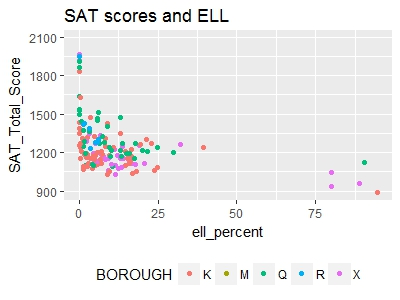 SAT scores and ELL
SAT_Total_Score
2100
1800
1500
1200
900
0
25
50
75
ell_percent
BOROUGH K M Q R X